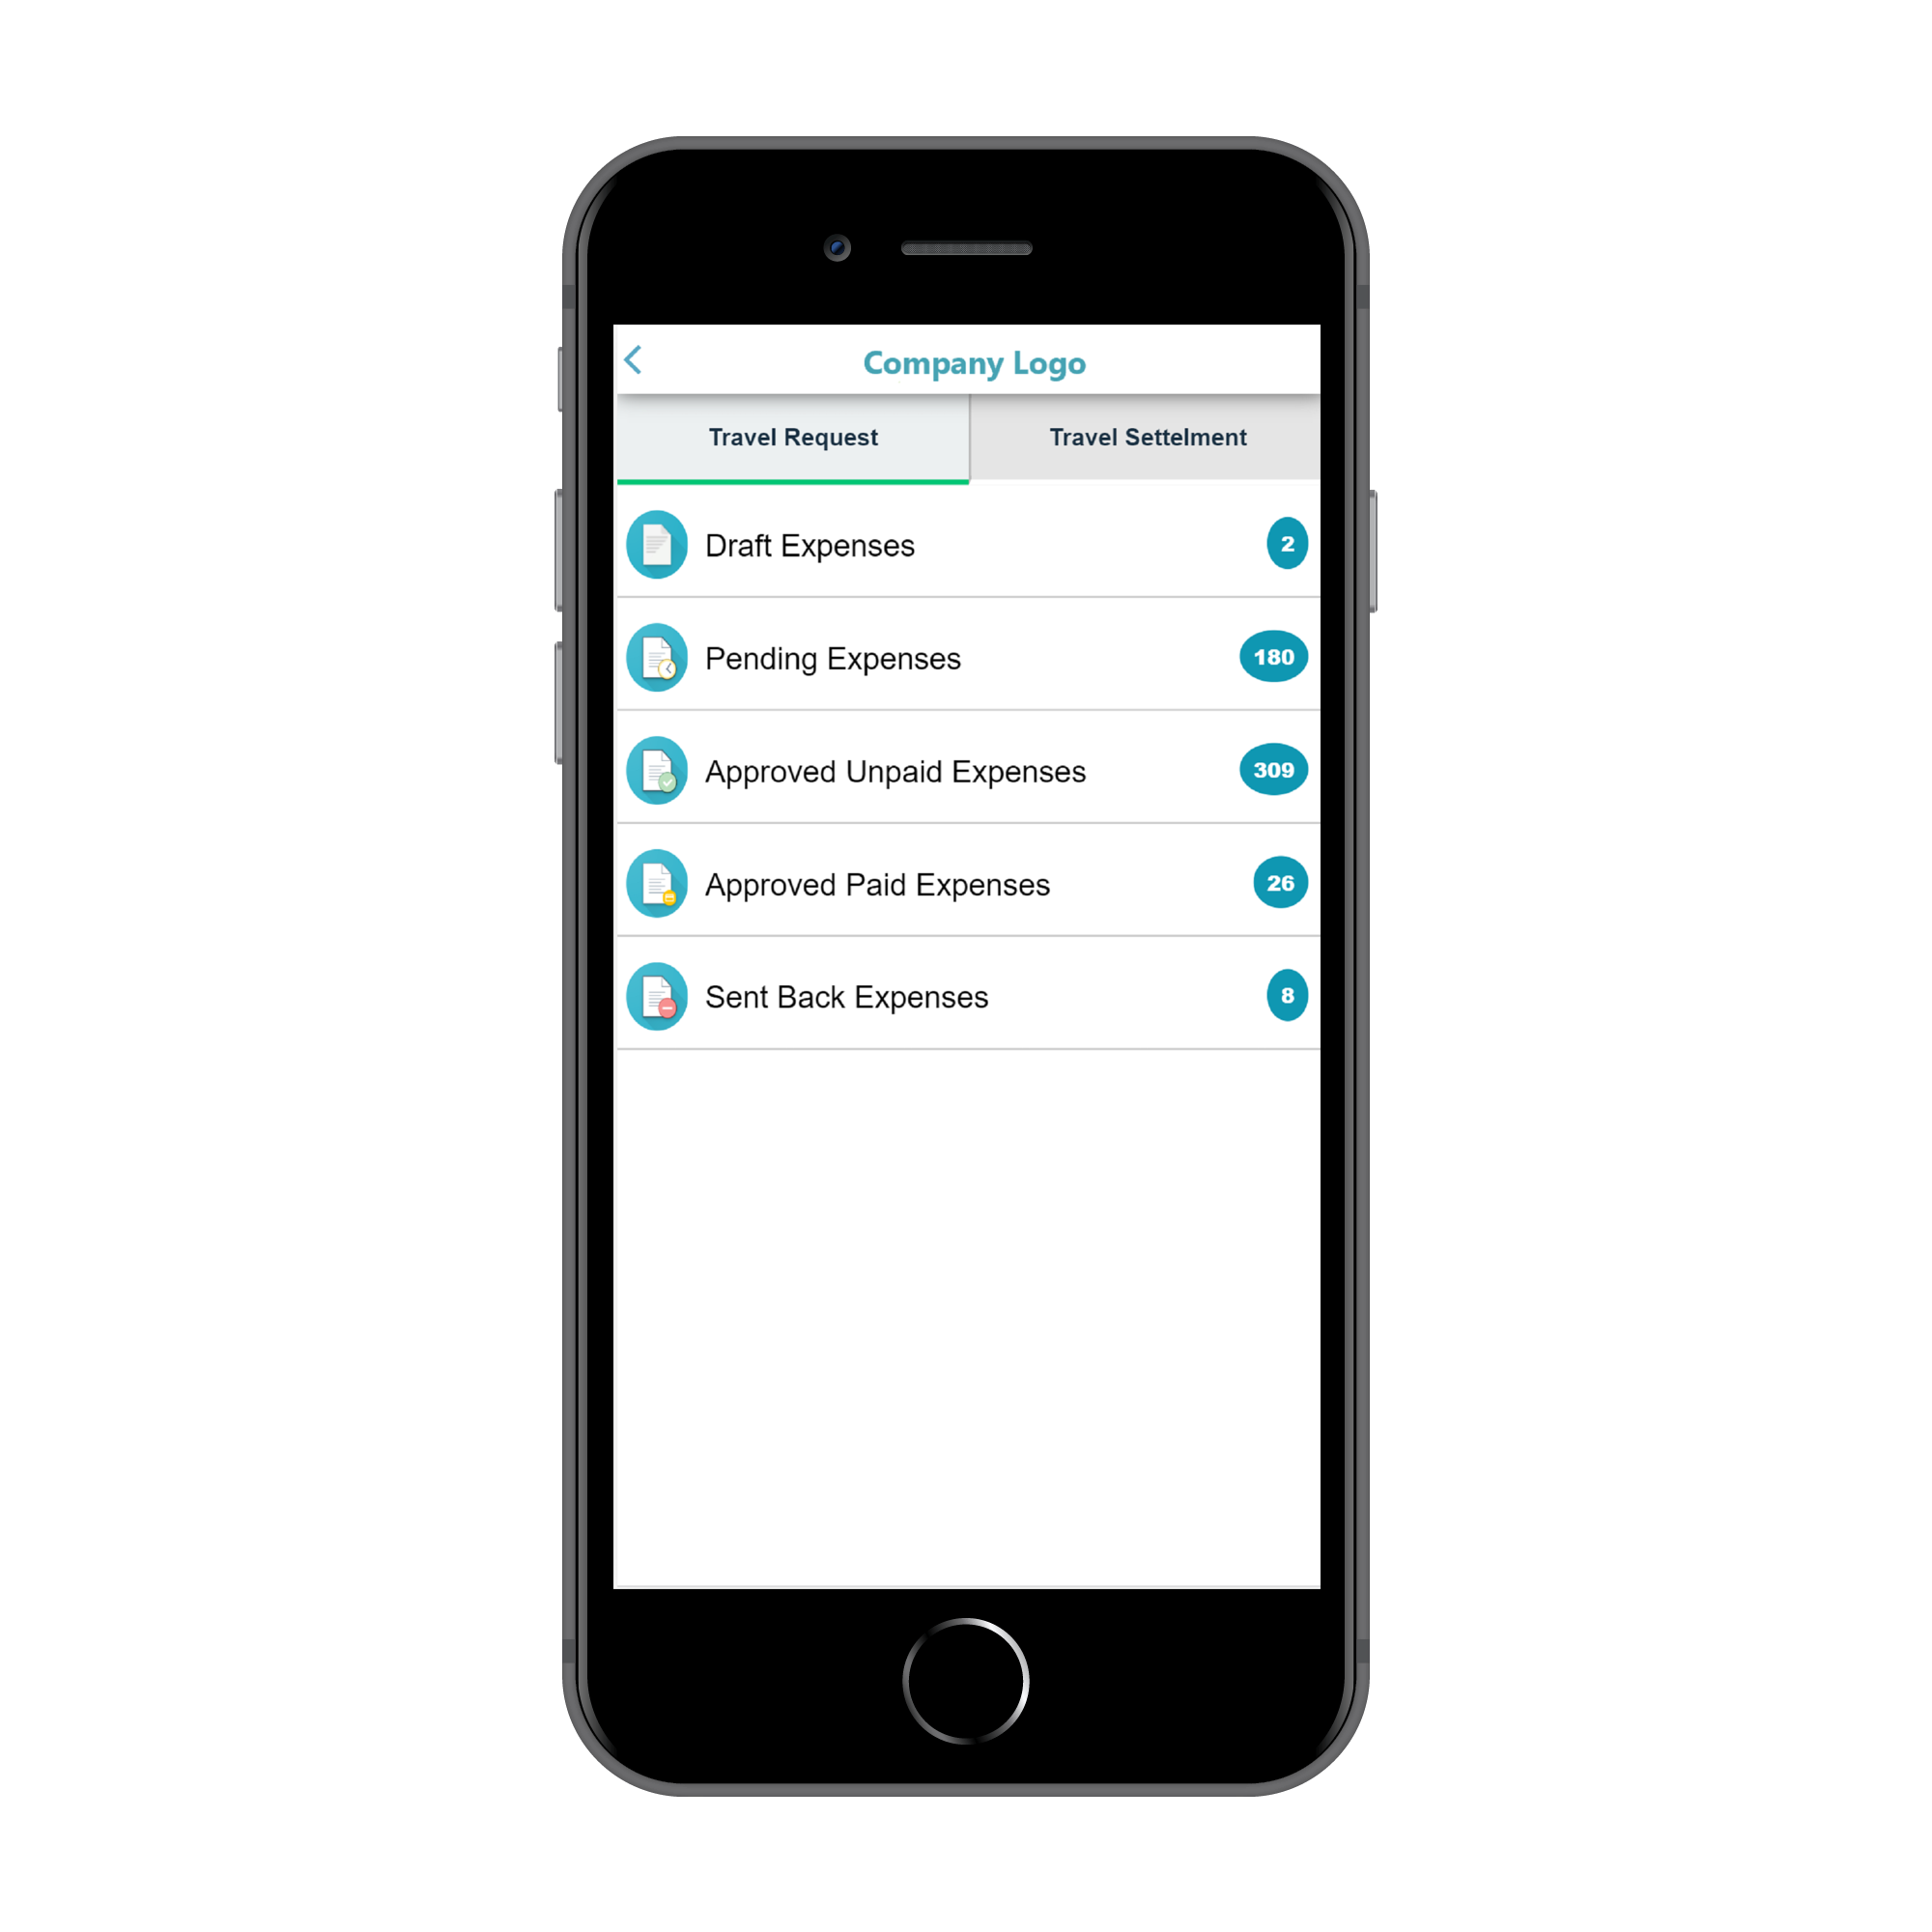 Company Logo
Travel Request
Travel Settelment
Draft Expenses 2
Pending Expenses 180
Approved Unpaid Expenses 309
Approved Paid Expenses 26
Sent Back Expenses 8